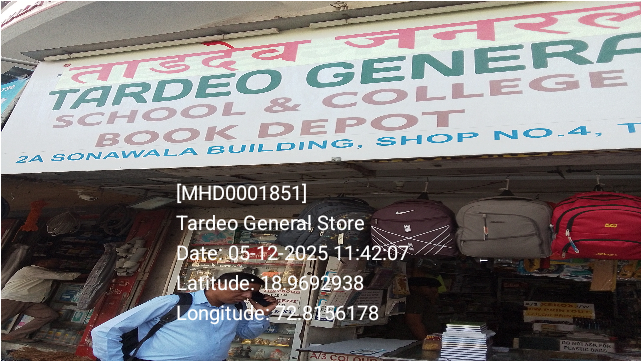 ताडदेव जनरल
TARDEO GENERA
SCHOOL & COLLEGE
BOOK DEPOT
2A SONAWALA BUILDING, SHOP NO.4, T
[MHD0001851]
Tardeo General Store
Date: 05-12-2025 11:42:07
Latitude: 18.9692938
Longitude: 72.8156178